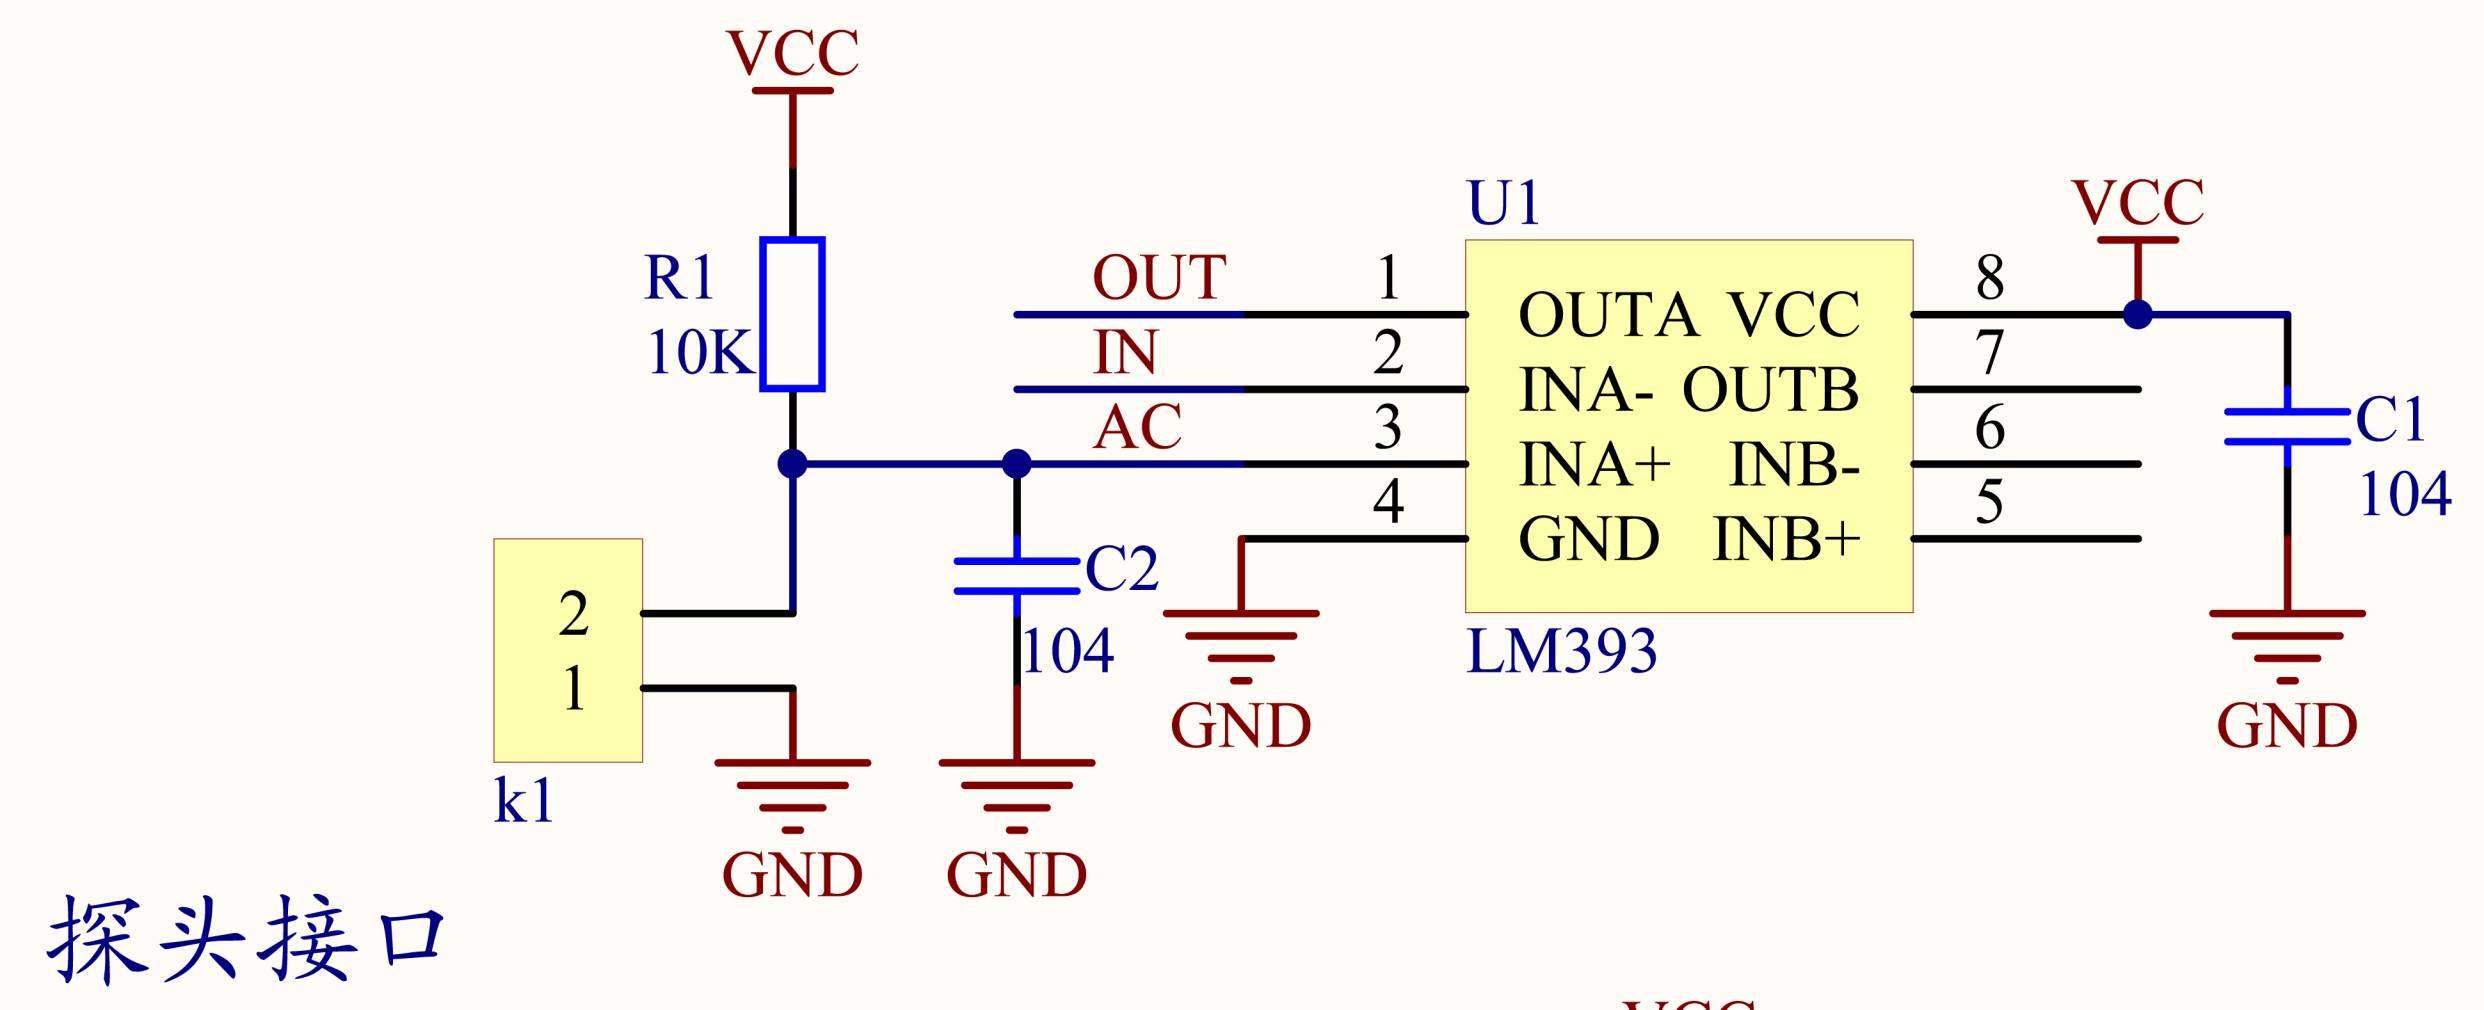 VCC
R1
10K
OUT
IN
AC
1
2
3
4
U1
OUTA VCC
INA- OUTB
INA+ INB-
GND INB+
LM393
8
7
6
5
VCC
C1
104
GND
GND
C2
104
2
1
k1
GND
GND
探头接口
VCC